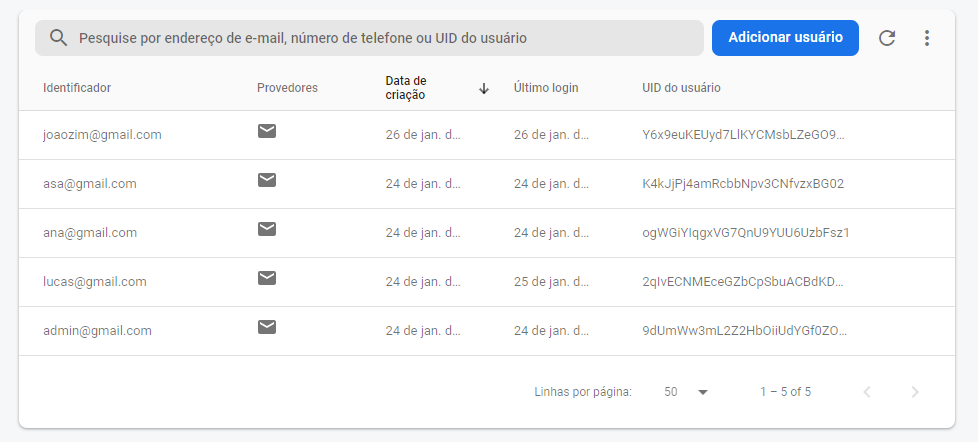 Pesquise por endereço de e-mail, número de telefone ou UID do usuário
Adicionar usuário
Identificador Provedores Data de criação Último login UID do usuário
joaozim@gmail.com 26 de jan. d... 26 de jan. d... Y6x9euKEUyd7LlKYCMsbLZeGO9...
asa@gmail.com 24 de jan. d... 24 de jan. d... K4kJjPj4amRcbbNpv3CNfvzxBG02
ana@gmail.com 24 de jan. d... 24 de jan. d... ogWGiYIqgxVG7QnU9YUU6UzbFsz1
lucas@gmail.com 24 de jan. d... 25 de jan. d... 2qIvECNMEceGZbCpSbuACBdKD...
admin@gmail.com 24 de jan. d... 24 de jan. d... 9dUmWw3mL2Z2HbOiiUdYGf0ZO...
Linhas por página: 50 1 – 5 of 5